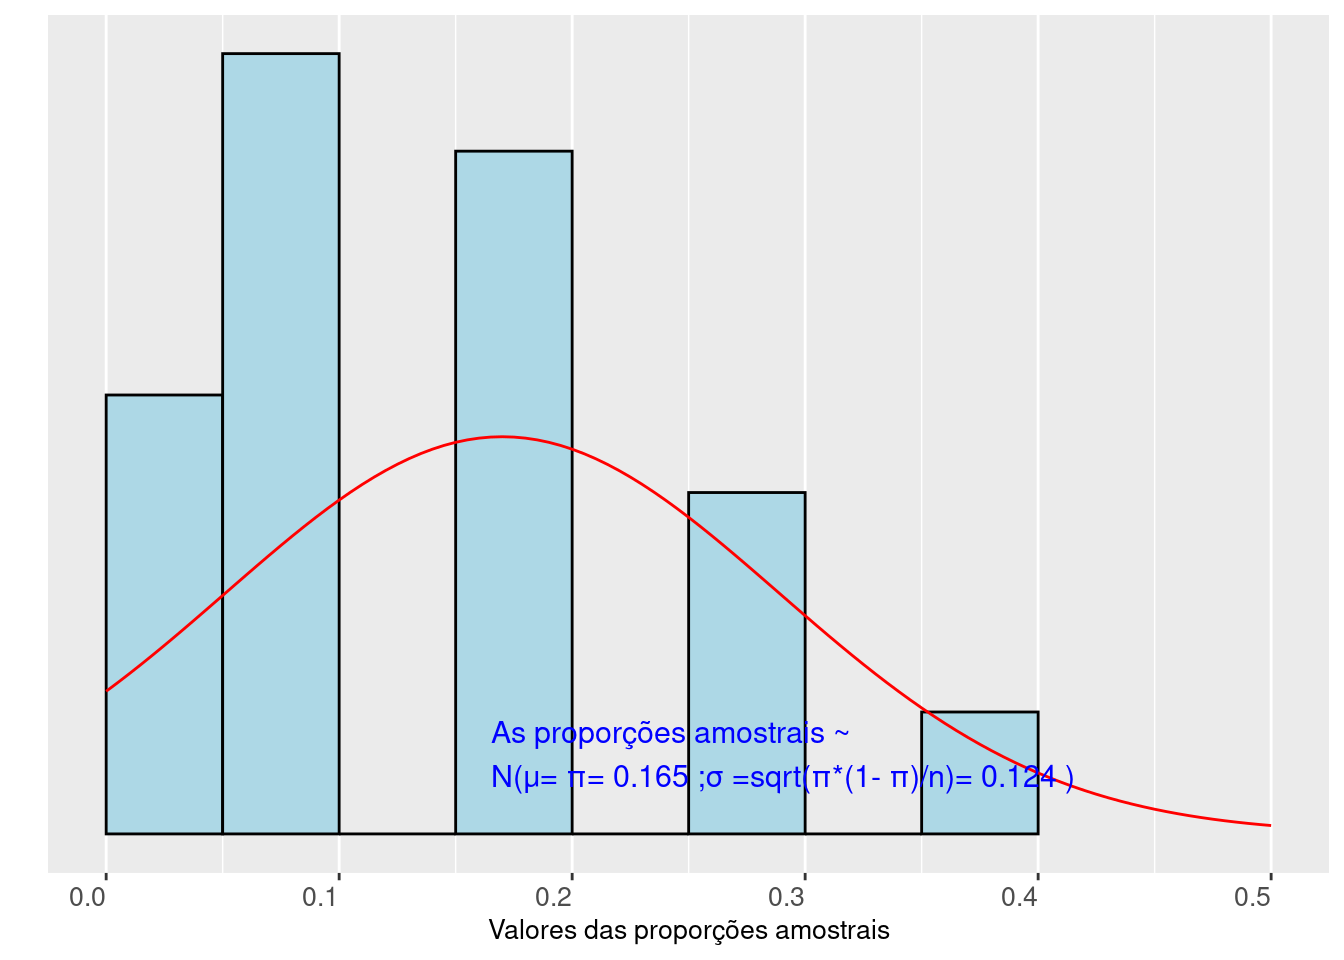 As proporções amostrais ~
N(μ= π= 0.165 ;σ =sqrt(π*(1- π)/n)= 0.124 )
0.0 0.1 0.2 0.3 0.4 0.5
Valores das proporções amostrais